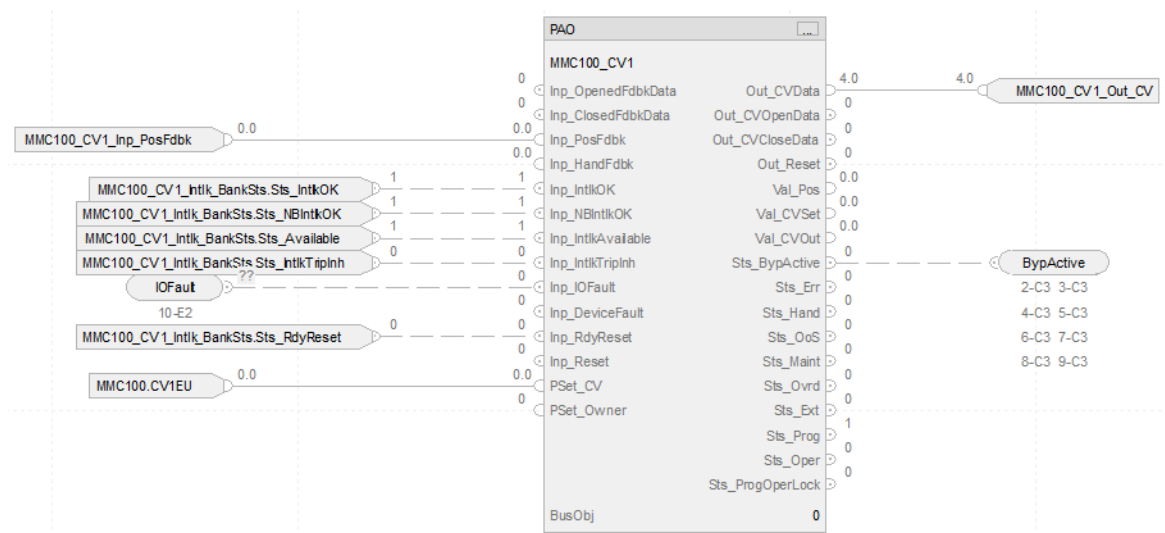 PAO ...
MMC100_CV1
0 Inp_OpenedFdbkData Out_CVData 4.0 4.0 MMC100_CV1_Out_CV
0 Inp_ClosedFdbkData Out_CVOpenData 0
MMC100_CV1_Inp_PosFdbk 0.0 0.0 Inp_PosFdbk Out_CVCloseData 0
0.0 Inp_HandFdbk Out_Reset 0
MMC100_CV1_Intlk_BankSts.Sts_IntlkOK 1 1 Inp_IntlkOK Val_Pos 0.0
MMC100_CV1_Intlk_BankSts.Sts_NBIntlkOK 1 1 Inp_NBIntlkOK Val_CVSet 0.0
MMC100_CV1_Intlk_BankSts.Sts_Available 1 1 Inp_IntlkAvailable Val_CVOut 0.0
MMC100_CV1_Intlk_BankSts.Sts_IntlkTripInh 0 0 Inp_IntlkTripInh Sts_BypActive 0 BypActive
IOFault ?? 0 Inp_IOFault Sts_Err 0 2-C3 3-C3
10-E2 0 Inp_DeviceFault Sts_Hand 0 4-C3 5-C3
MMC100_CV1_Intlk_BankSts.Sts_RdyReset 0 0 Inp_RdyReset Sts_OoS 0 6-C3 7-C3
0 Inp_Reset Sts_Maint 0 8-C3 9-C3
MMC100.CV1EU 0.0 0.0 PSet_CV Sts_Ovrd 0
0 PSet_Owner Sts_Ext 0
Sts_Prog 1
Sts_Oper 0
Sts_ProgOperLock 0
BusObj 0